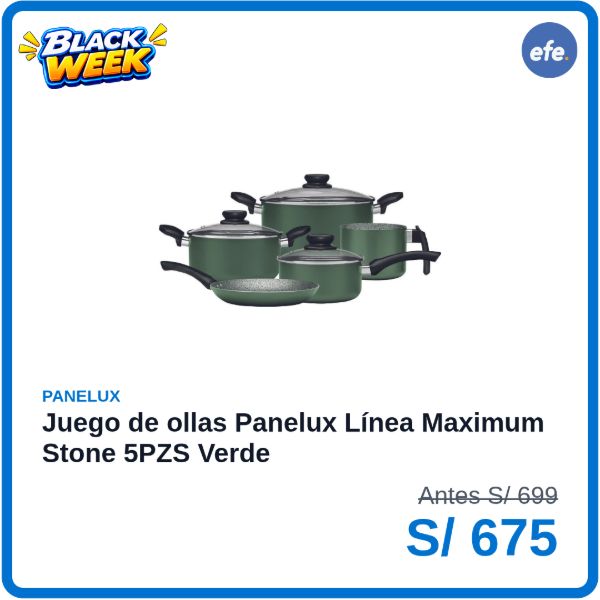 BLACK
WEEK
efe.
PANELUX
Juego de ollas Panelux Línea Maximum
Stone 5PZS Verde
Antes S/ 699
S/ 675